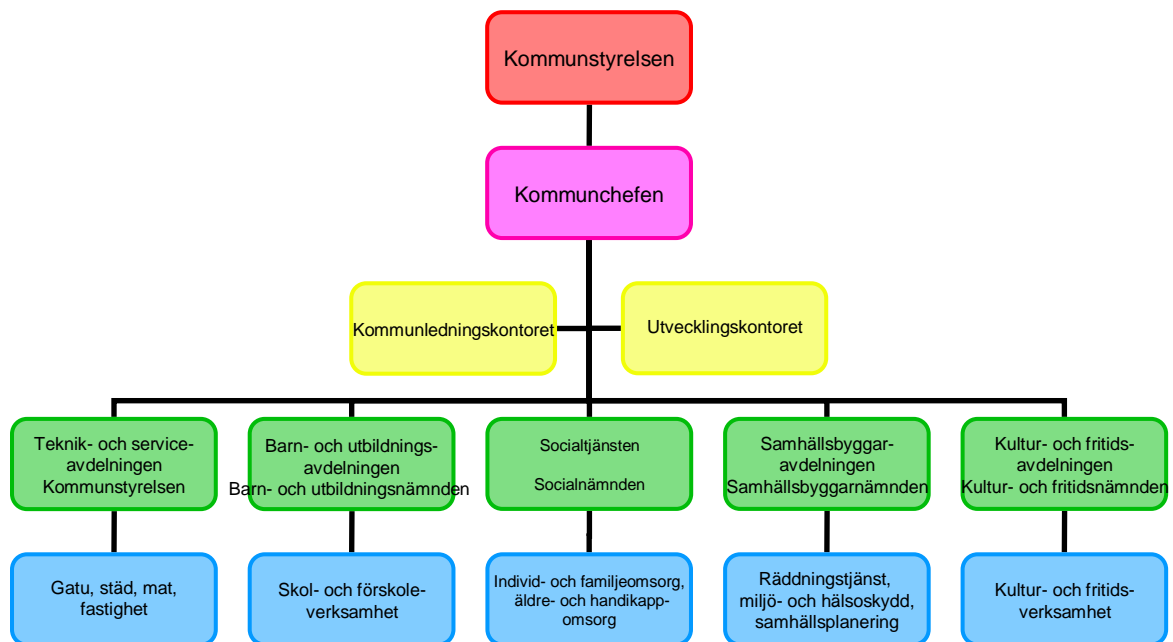 Kommunstyrelsen
Kommunchefen
Kommunledningskontoret
Utvecklingskontoret
Teknik- och service-
avdelningen
Kommunstyrelsen
Barn- och utbildnings-
avdelningen
Barn- och utbildningsnämnden
Socialtjänsten
Socialnämnden
Samhällsbyggar-
avdelningen
Samhällsbyggarnämnden
Kultur- och fritids-
avdelningen
Kultur- och fritidsnämnden
Gatu, städ, mat,
fastighet
Skol- och förskole-
verksamhet
Individ- och familjeomsorg,
äldre- och handikapp-
omsorg
Räddningstjänst,
miljö- och hälsoskydd,
samhällsplanering
Kultur- och fritids-
verksamhet